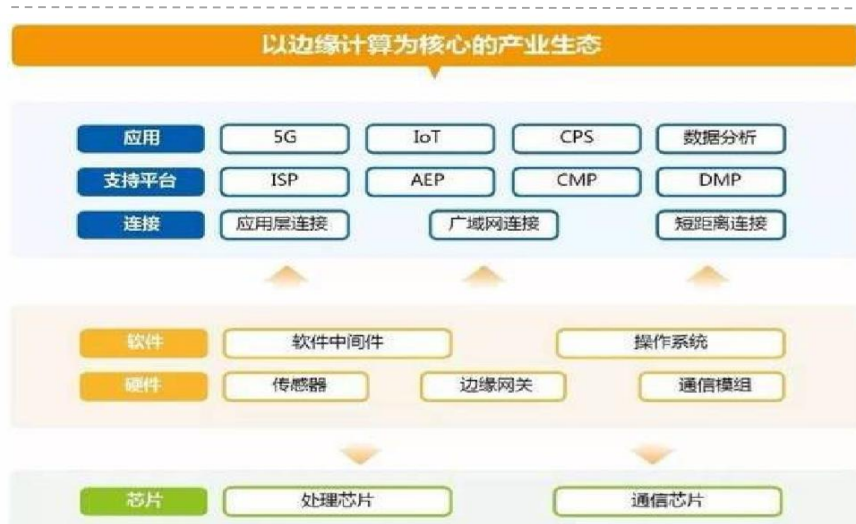 以边缘计算为核心的产业生态
应用 5G IoT CPS 数据分析
支持平台 ISP AEP CMP DMP
连接 应用层连接 广域网连接 短距离连接
软件 软件中间件 操作系统
硬件 传感器 边缘网关 通信模组
芯片 处理芯片 通信芯片